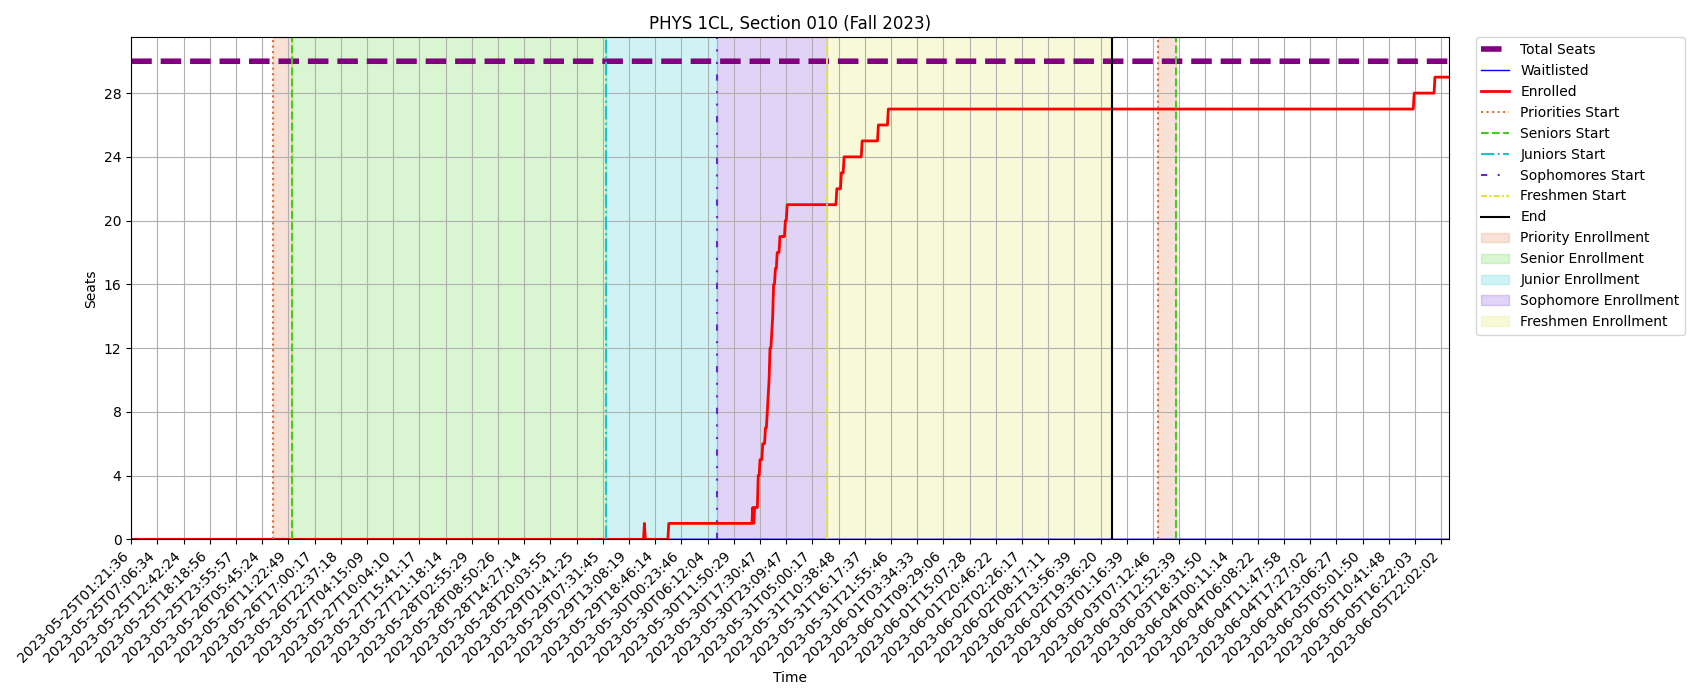 PHYS 1CL, Section 010 (Fall 2023)
Total Seats
Waitlisted
Enrolled
Priorities Start
Seniors Start
Juniors Start
Sophomores Start
Freshmen Start
End
Priority Enrollment
Senior Enrollment
Junior Enrollment
Sophomore Enrollment
Freshmen Enrollment
Seats
28
24
20
16
12
8
4
0
2023-05-25T01:21:36
2023-05-25T07:06:34
2023-05-25T12:42:24
2023-05-25T18:18:56
2023-05-25T23:55:57
2023-05-26T05:45:24
2023-05-26T11:22:49
2023-05-26T17:00:17
2023-05-26T22:37:18
2023-05-27T04:15:09
2023-05-27T10:04:10
2023-05-27T15:41:17
2023-05-27T21:18:14
2023-05-28T02:55:29
2023-05-28T08:50:26
2023-05-28T14:27:14
2023-05-28T20:03:55
2023-05-29T01:41:25
2023-05-29T07:31:45
2023-05-29T13:08:19
2023-05-29T18:46:14
2023-05-30T00:23:46
2023-05-30T06:12:04
2023-05-30T11:50:29
2023-05-30T17:30:47
2023-05-30T23:09:47
2023-05-31T05:00:17
2023-05-31T10:38:48
2023-05-31T16:17:37
2023-05-31T21:55:46
2023-06-01T03:34:33
2023-06-01T09:29:06
2023-06-01T15:07:28
2023-06-01T20:46:22
2023-06-02T02:26:17
2023-06-02T08:17:11
2023-06-02T13:56:39
2023-06-02T19:36:20
2023-06-03T01:16:39
2023-06-03T07:12:46
2023-06-03T12:52:39
2023-06-03T18:31:50
2023-06-04T00:11:14
2023-06-04T06:08:22
2023-06-04T11:47:58
2023-06-04T17:27:02
2023-06-04T23:06:27
2023-06-05T05:01:50
2023-06-05T10:41:48
2023-06-05T16:22:03
2023-06-05T22:02:02
Time